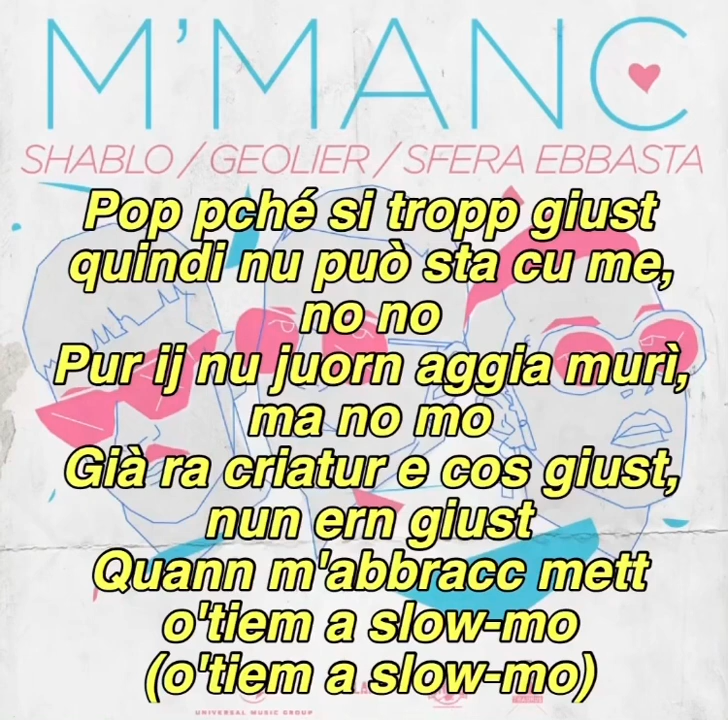 M'MANC
SHABLO/GEOLIER/SFERA EBBASTA
Pop pché si tropp giust
quindi nu può sta cu me,
no no
Pur ij nu juorn aggia murì,
ma no mo
Già ra criatur e cos giust,
nun ern giust
Quann m'abbracc mett
o'tiem a slow-mo
(o'tiem a slow-mo)
UNIVERSAL MUSIC GROUP